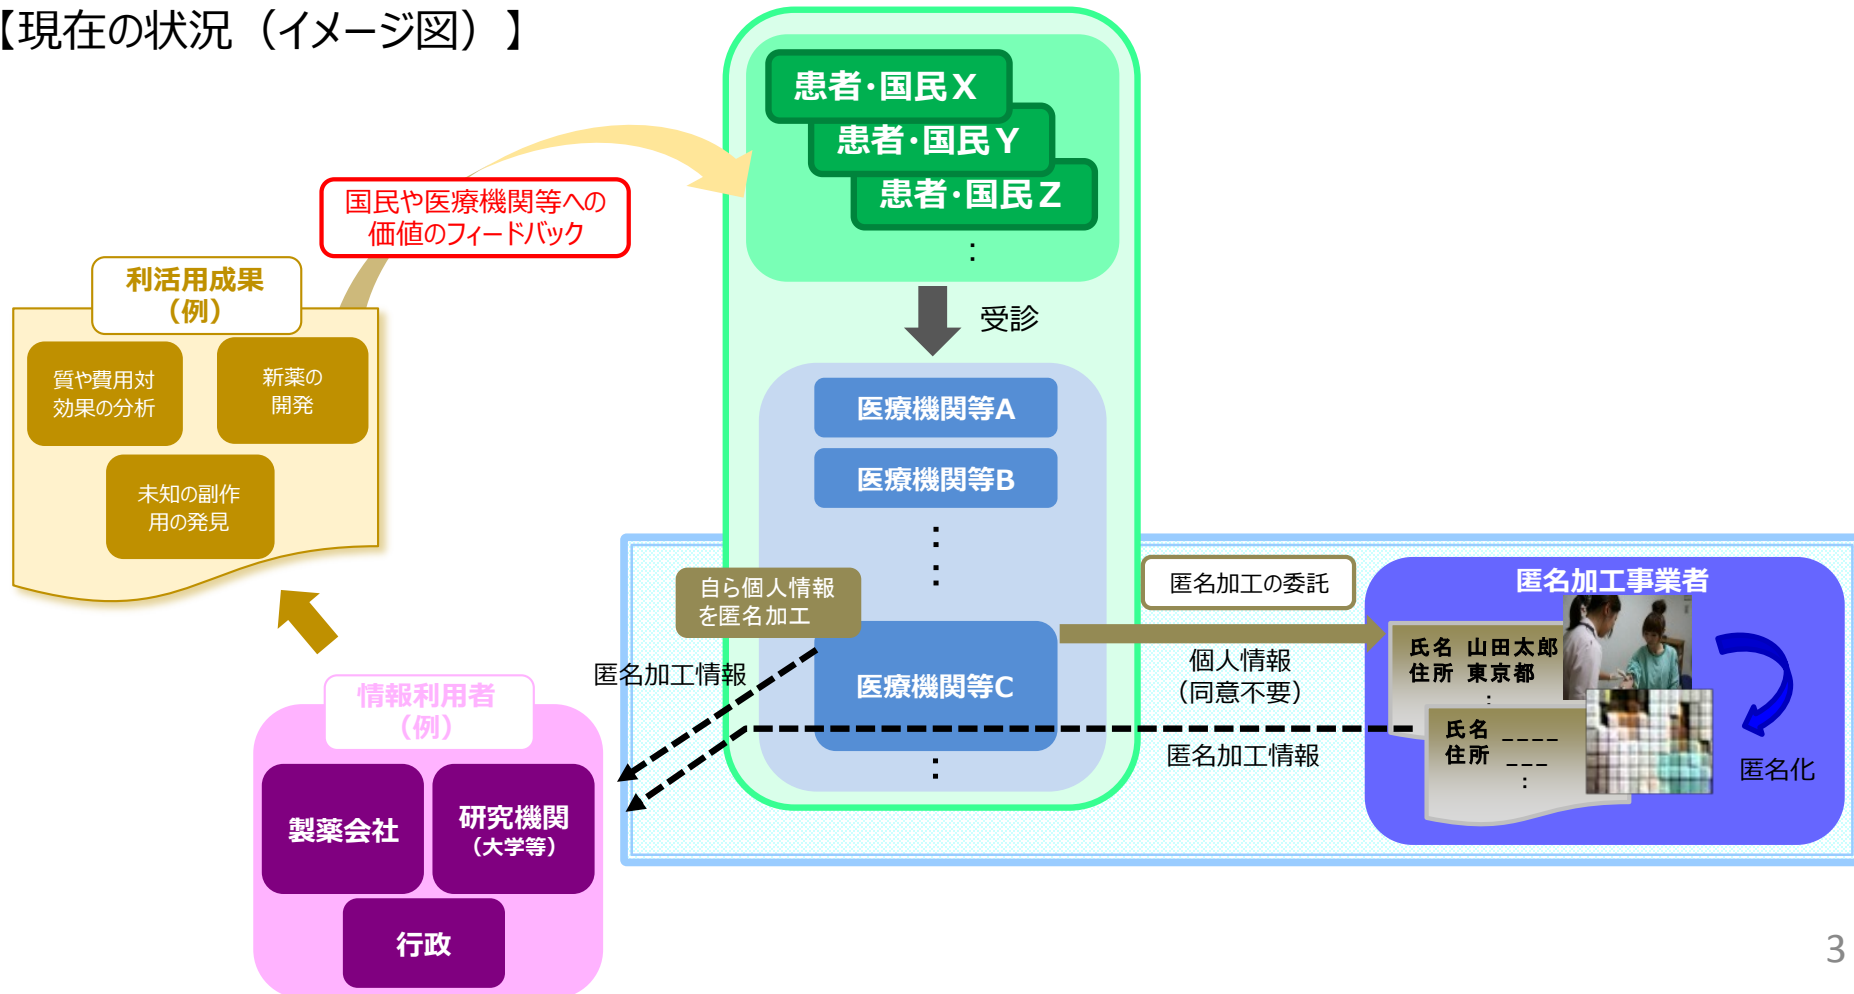 【現在の状況（イメージ図）】
患者・国民X
患者・国民Y
患者・国民Z
：
国民や医療機関等への
価値のフィードバック
利活用成果
（例）
質や費用対
効果の分析
新薬の
開発
未知の副作
用の発見
受診
医療機関等A
医療機関等B
：
：
自ら個人情報
を匿名加工
医療機関等C
：
匿名加工の委託
個人情報
（同意不要）
匿名加工情報
匿名加工情報
匿名加工事業者
氏名 山田太郎
住所 東京都
：
氏名 ____
住所 ___
：
匿名化
情報利用者
（例）
製薬会社
研究機関
（大学等）
行政
3